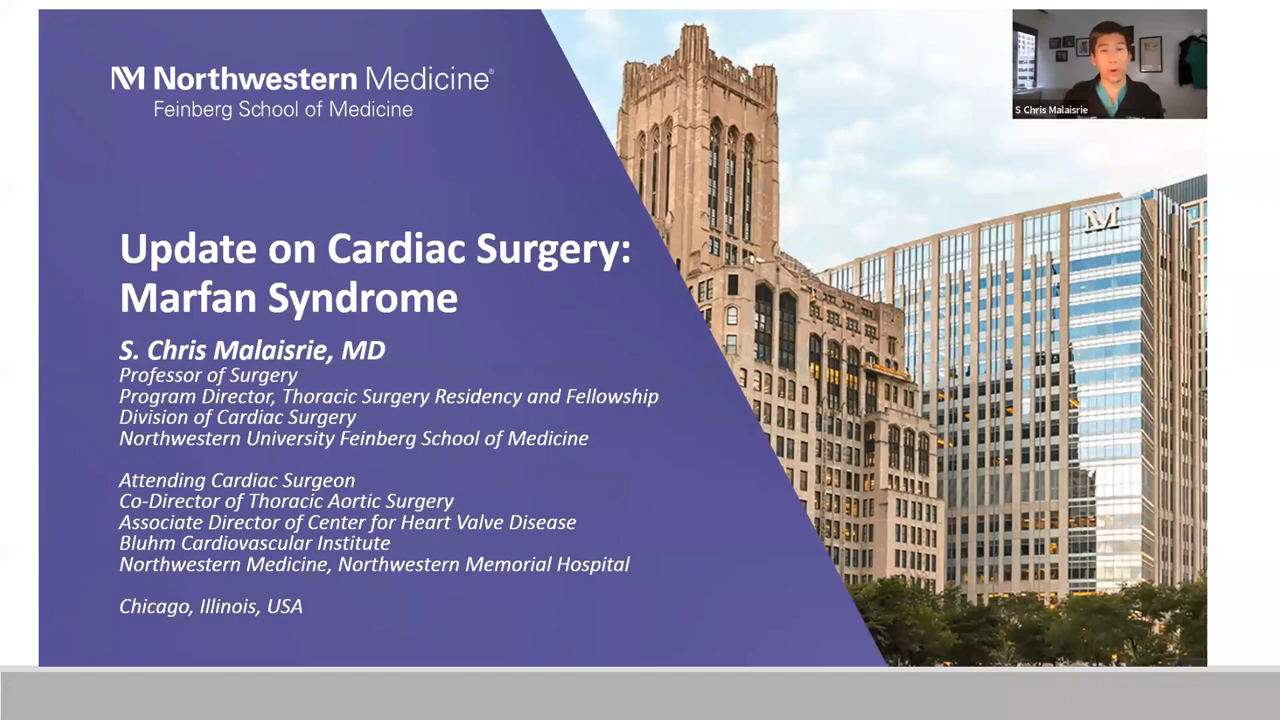 Northwestern Medicine®
Feinberg School of Medicine
S Chris Malaisrie
Update on Cardiac Surgery:
Marfan Syndrome
S. Chris Malaisrie, MD
Professor of Surgery
Program Director, Thoracic Surgery Residency and Fellowship
Division of Cardiac Surgery
Northwestern University Feinberg School of Medicine
Attending Cardiac Surgeon
Co-Director of Thoracic Aortic Surgery
Associate Director of Center for Heart Valve Disease
Bluhm Cardiovascular Institute
Northwestern Medicine, Northwestern Memorial Hospital
Chicago, Illinois, USA